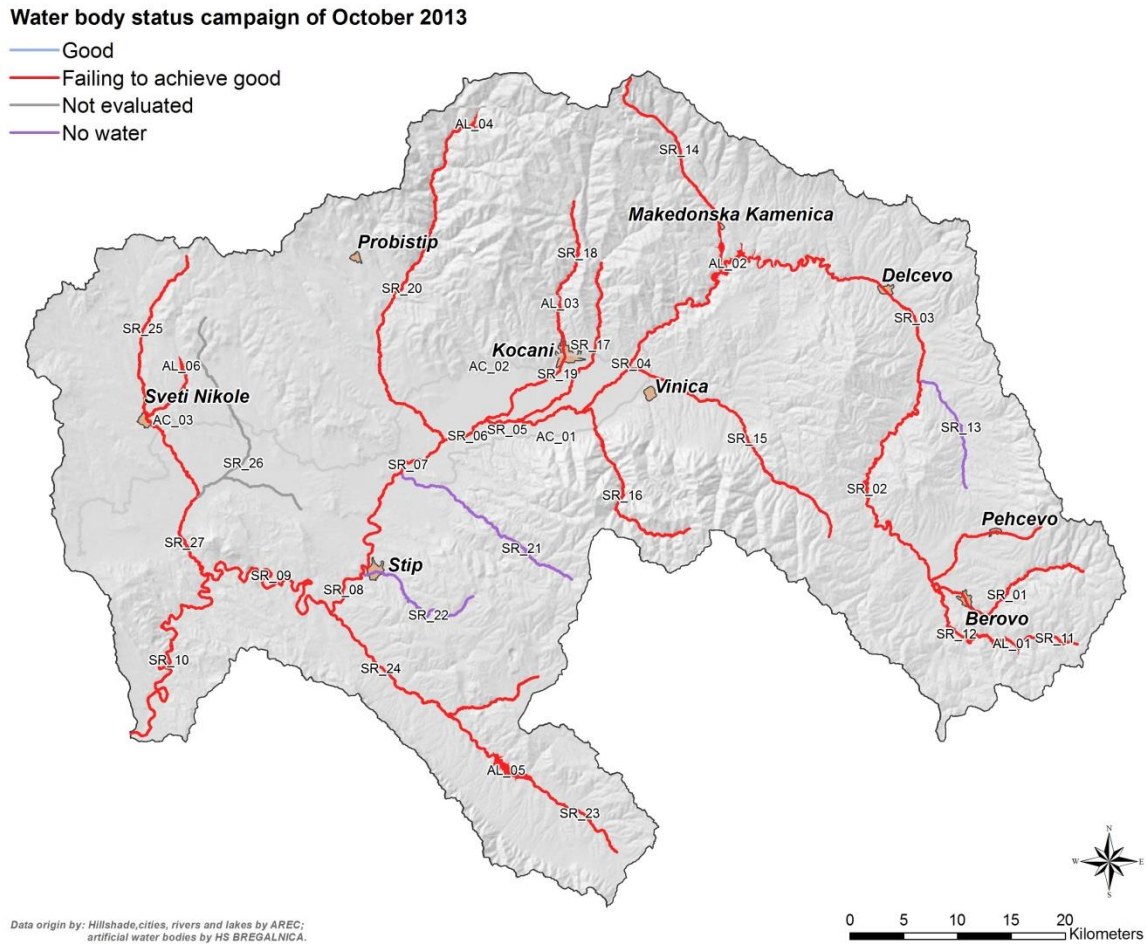 Water body status campaign of October 2013
Good
Failing to achieve good
Not evaluated
No water
AL_04
SR_14
Makedonska Kamenica
Probistip
SR_18
AL_02
Delcevo
SR_20
AL_03
SR_03
SR_25
Kocani
SR_17
AL_06
AC_02
SR_19
SR_04
Vinica
Sveti Nikole
AC_03
SR_13
SR_06
SR_05
AC_01
SR_15
SR_26
SR_07
SR_02
SR_16
Pehcevo
SR_27
SR_21
Stip
SR_09
SR_08
SR_01
SR_22
Berovo
SR_12
AL_01
SR_11
SR_10
SR_24
AL_05
SR_23
N
W
E
S
Data origin by: Hillshade,cities, rivers and lakes by AREC;
artificial water bodies by HS BREGALNICA.
0 5 10 15 20
Kilometers